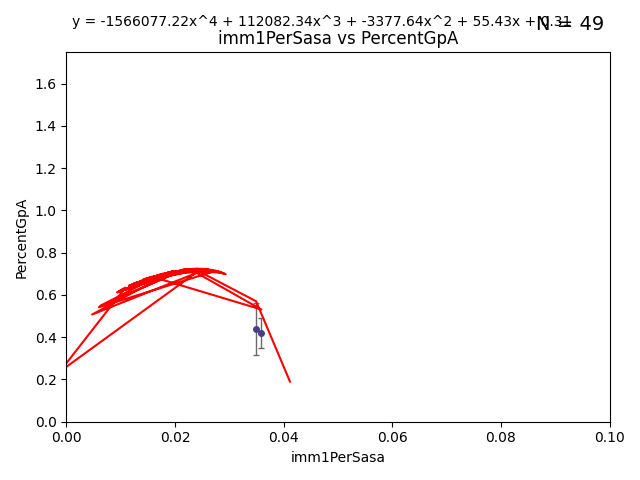 y = -1566077.22x^4 + 112082.34x^3 + -3377.64x^2 + 55.43x + 0.31
N = 49
imm1PerSasa vs PercentGpA
PercentGpA
1.6
1.4
1.2
1.0
0.8
0.6
0.4
0.2
0.0
0.00 0.02 0.04 0.06 0.08 0.10
imm1PerSasa